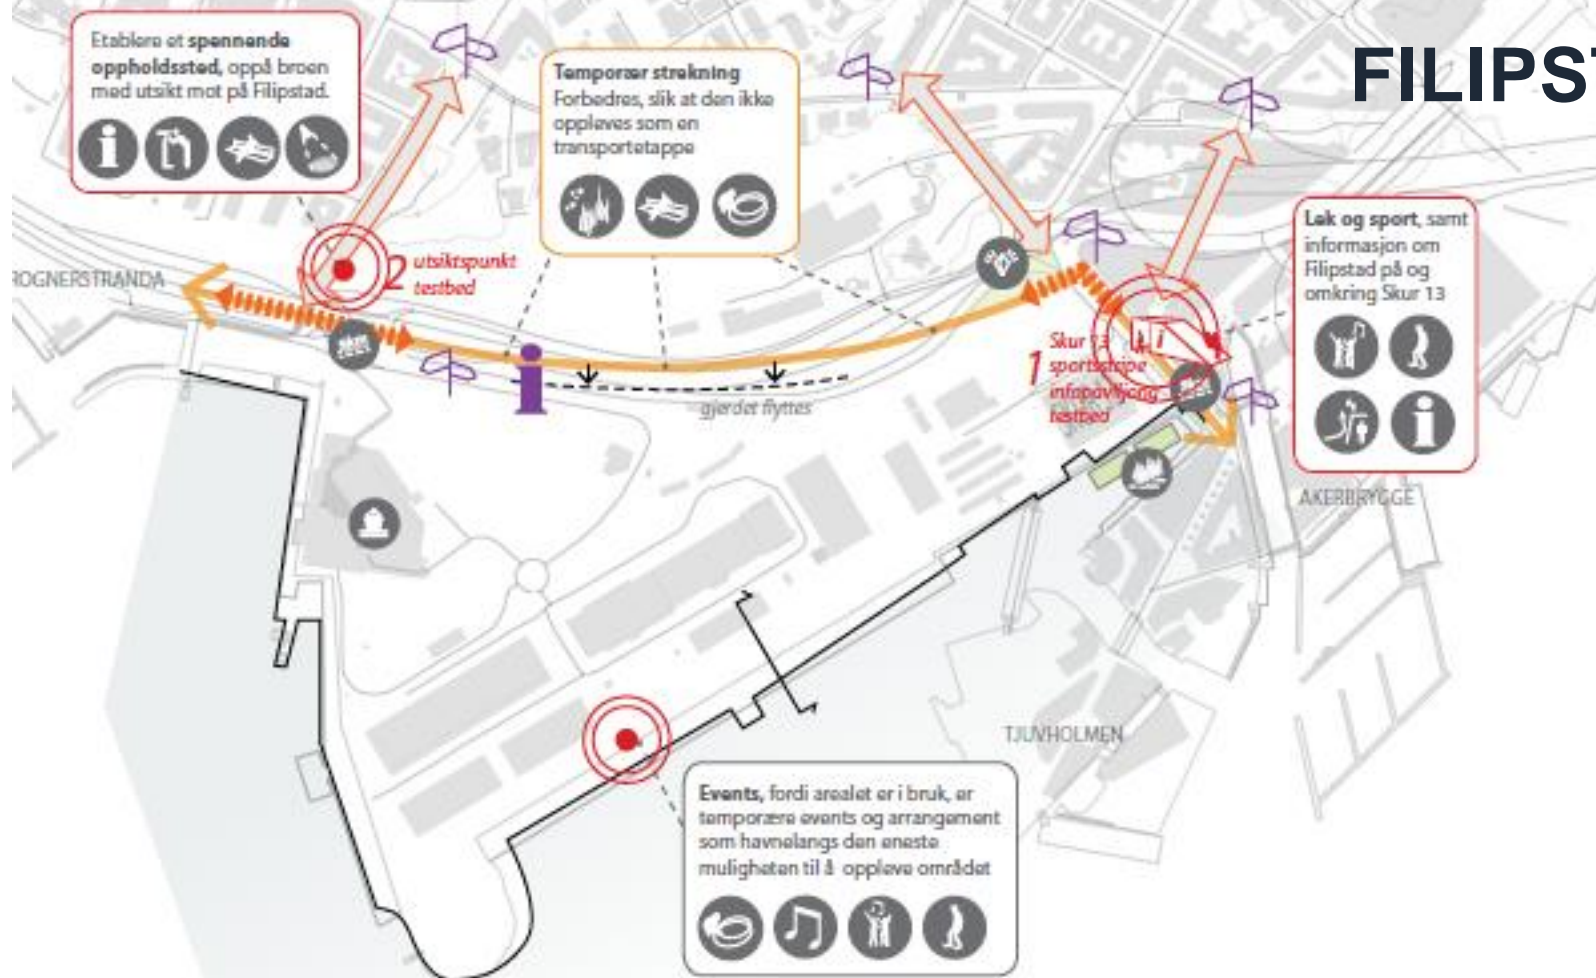 FILIPST
Etablere et spennende
oppholdssted, oppå broen
med utsikt mot på Filipstad.
Temporær strekning
Forbedres, slik at den ikke
oppleves som en
transportetappe
Lek og sport, samt
informasjon om
Filipstad på og
omkring Skur 13
ROGNERSTRANDA
2 utsiktspunkt
testbed
1 Skur 13
sportsstripe
infopaviljong
testbed
gjerdet flyttes
AKERBRYGGE
TJUVHOLMEN
Events, fordi arealet er i bruk, er
temporære events og arrangement
som havnelangs den eneste
muligheten til å oppleve området